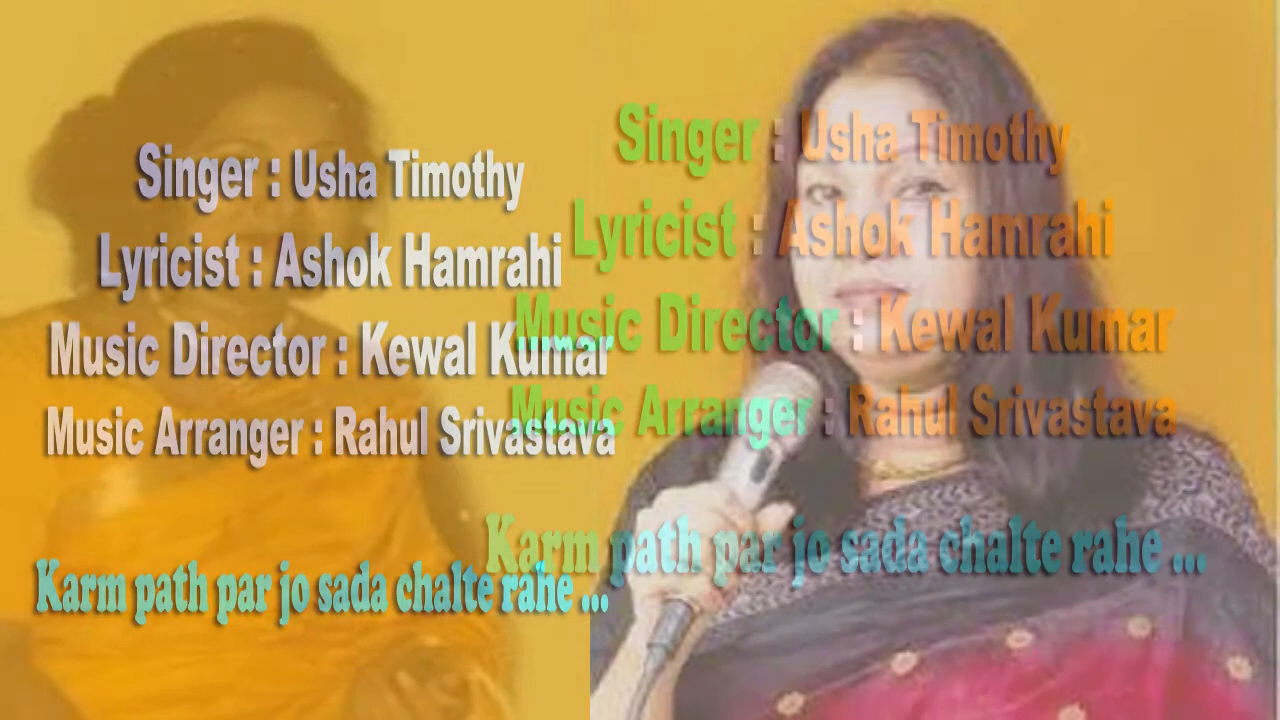 Singer : Usha Timothy
Lyricist : Ashok Hamrahi
Music Director : Kewal Kumar
Music Arranger : Rahul Srivastava
Karm path par jo sada chalte rahe ...
Singer : Usha Timothy
Lyricist : Ashok Hamrahi
Music Director : Kewal Kumar
Music Arranger : Rahul Srivastava
Karm path par jo sada chalte rahe ...